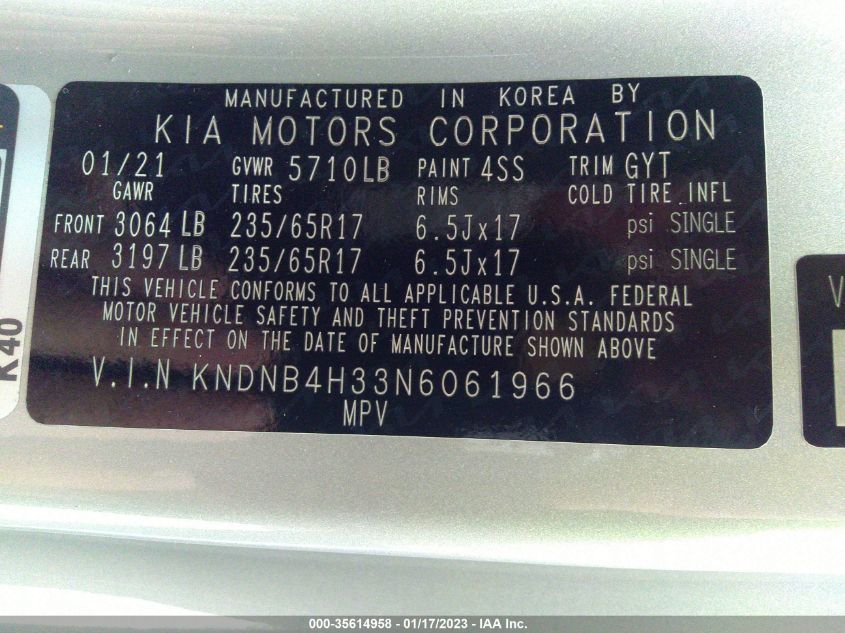 MANUFACTURED IN KOREA BY
KIA MOTORS CORPORATION
01/21 GVWR 5710LB PAINT 4SS TRIM GYT
GAWR TIRES RIMS COLD TIRE INFL
FRONT 3064 LB 235/65R17 6.5Jx17 psi SINGLE
REAR 3197 LB 235/65R17 6.5Jx17 psi SINGLE
THIS VEHICLE CONFORMS TO ALL APPLICABLE U.S.A. FEDERAL
MOTOR VEHICLE SAFETY AND THEFT PREVENTION STANDARDS
IN EFFECT ON THE DATE OF MANUFACTURE SHOWN ABOVE
V.I.N KNDNB4H33N6061966
MPV
K40
V
000-35614958 - 01/17/2023 - IAA Inc.